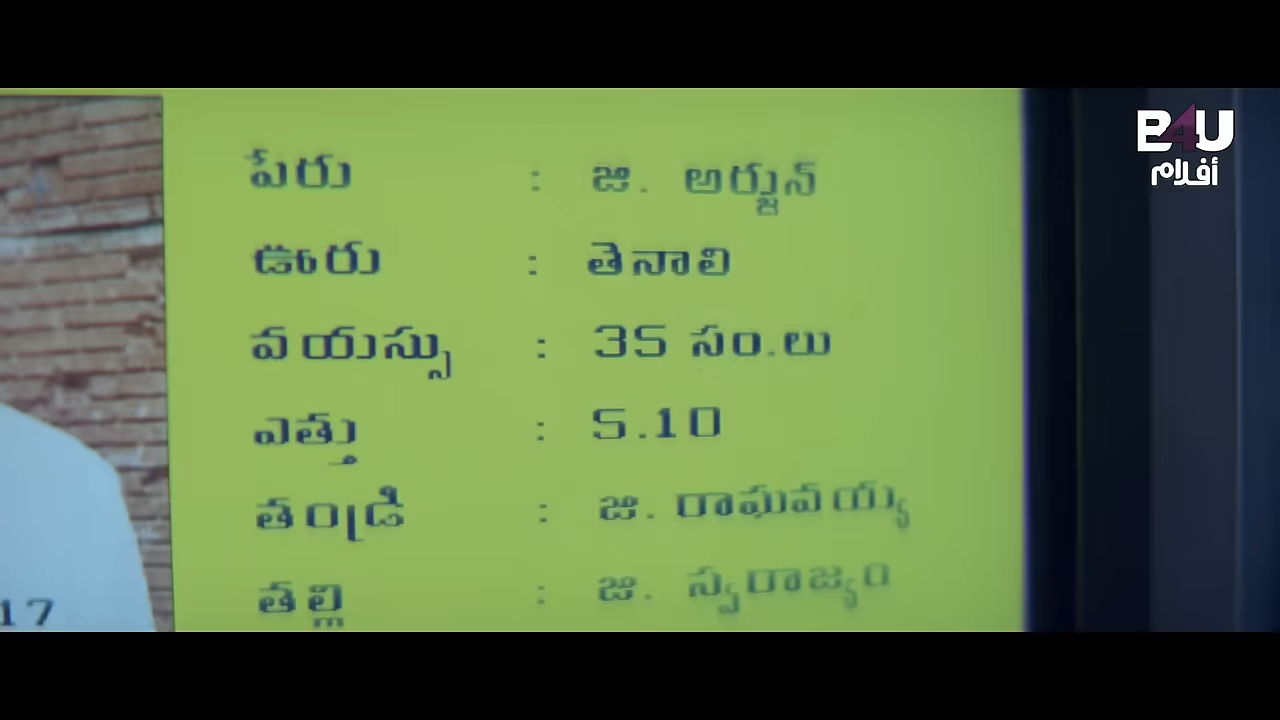 B4U
أفلام
పేరు : జి. అర్జున్
ఊరు : తెనాలి
వయస్సు : 35 సం.లు
ఎత్తు : 5.10
తండ్రి : జి. రాఘవయ్య
తల్లి : జి. స్వరాజ్యం
17